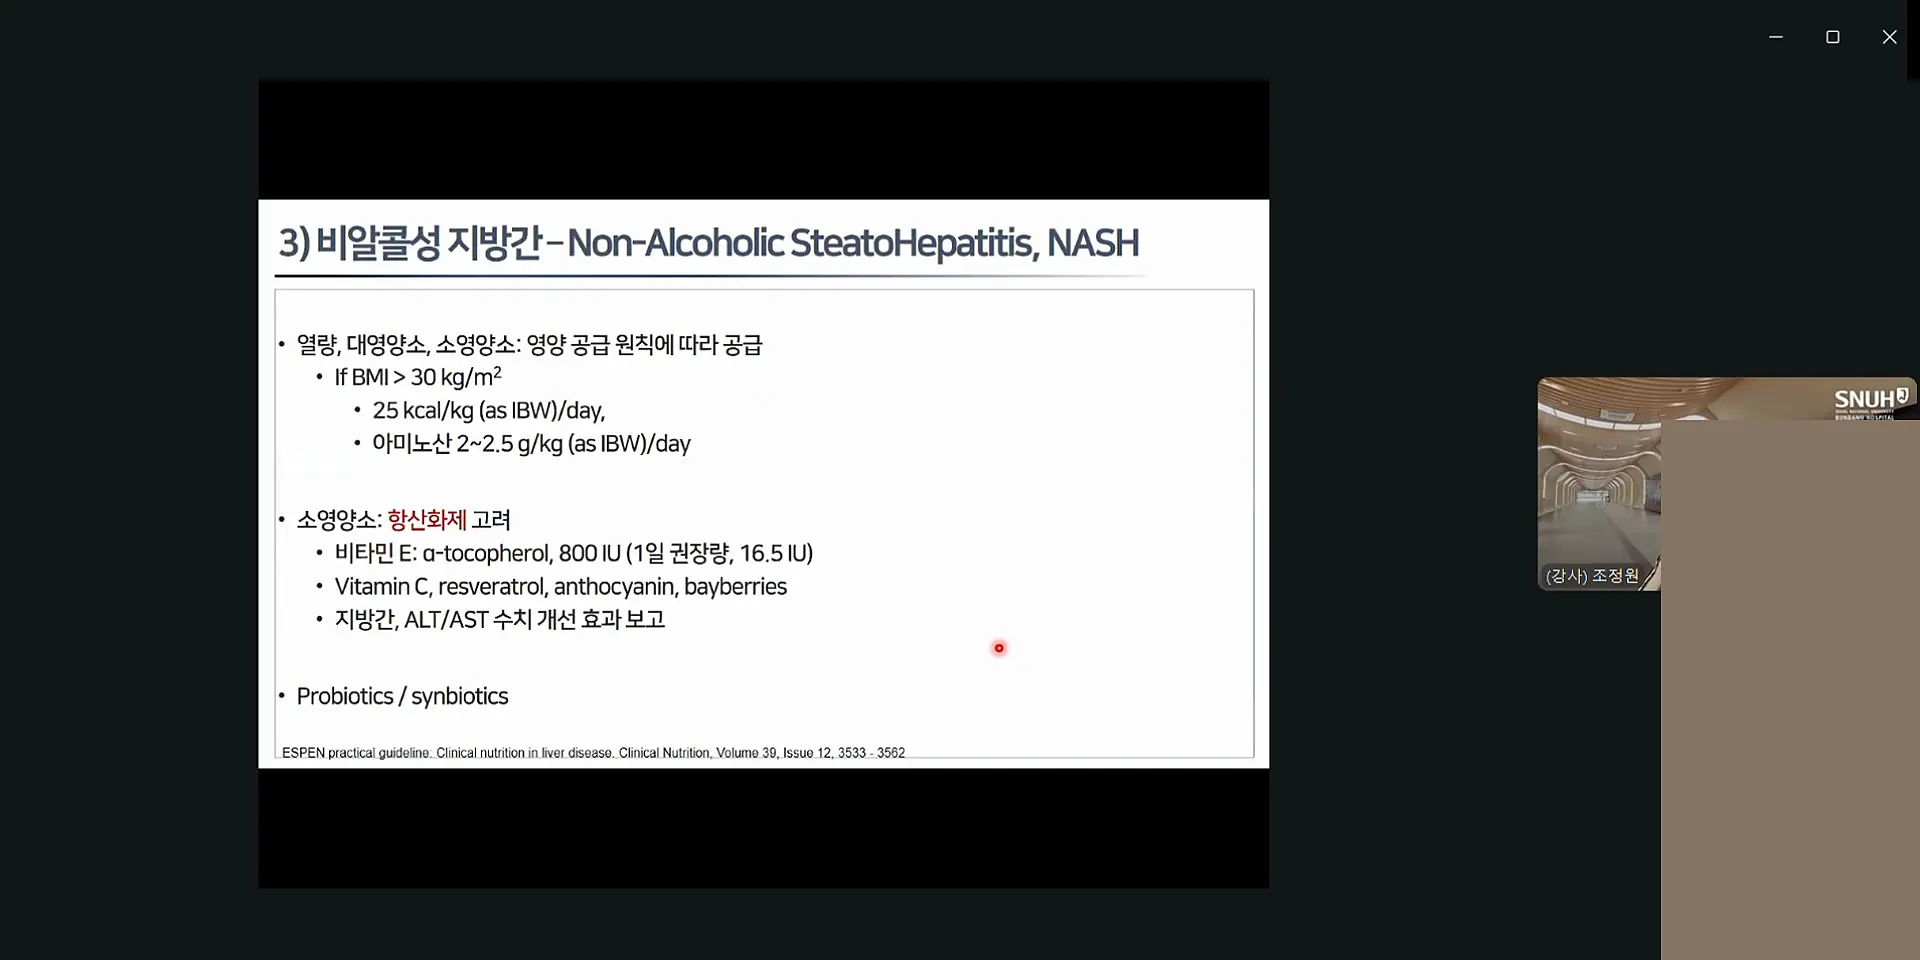 3) 비알콜성 지방간 – Non-Alcoholic SteatoHepatitis, NASH
• 열량, 대영양소, 소영양소: 영양 공급 원칙에 따라 공급
• If BMI > 30 kg/m²
• 25 kcal/kg (as IBW)/day,
• 아미노산 2~2.5 g/kg (as IBW)/day
• 소영양소: 항산화제 고려
• 비타민 E: α-tocopherol, 800 IU (1일 권장량, 16.5 IU)
• Vitamin C, resveratrol, anthocyanin, bayberries
• 지방간, ALT/AST 수치 개선 효과 보고
• Probiotics / synbiotics
ESPEN practical guideline: Clinical nutrition in liver disease. Clinical Nutrition, Volume 39, Issue 12, 3533 - 3562
SNUH
SEOUL NATIONAL UNIVERSITY
BUNDANG HOSPITAL
(강사) 조정원